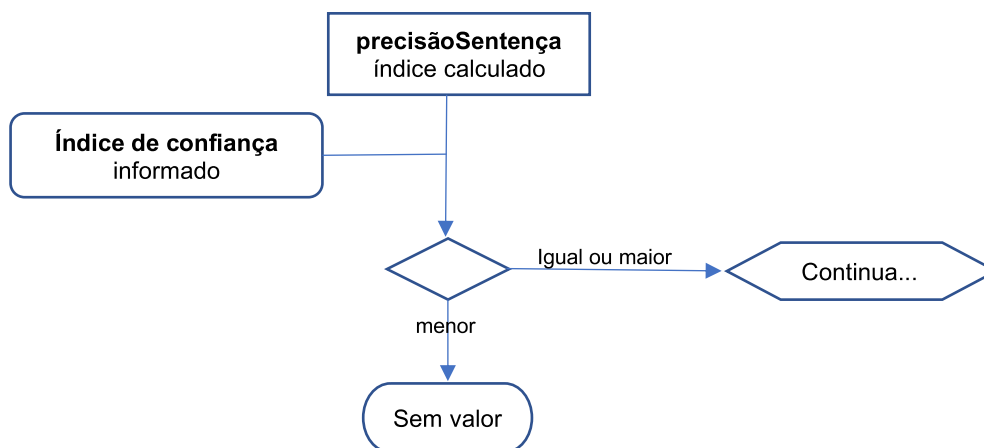 precisãoSentença
índice calculado
Índice de confiança
informado
Igual ou maior
Continua...
menor
Sem valor